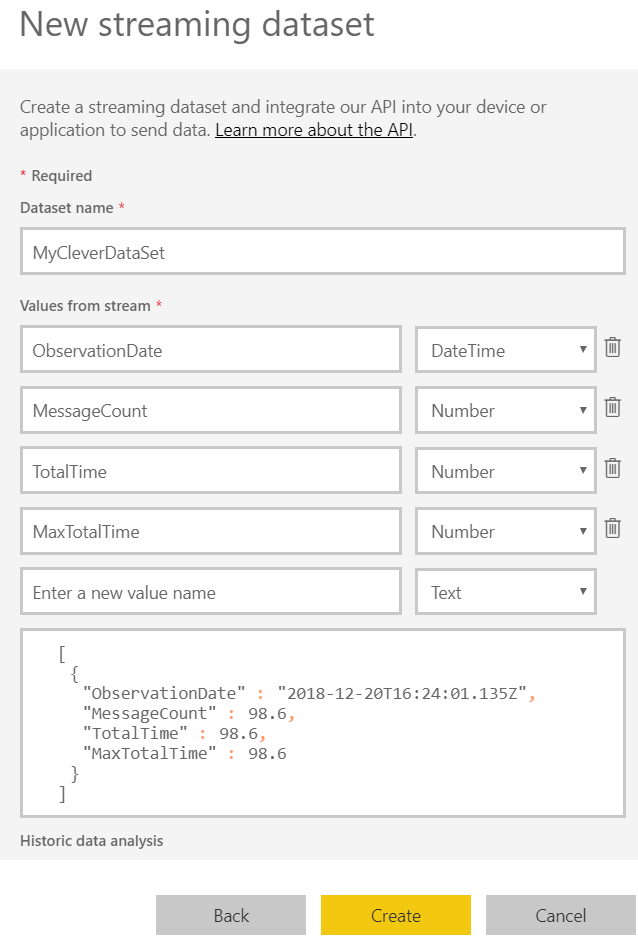 New streaming dataset
Create a streaming dataset and integrate our API into your device or
application to send data. Learn more about the API.
* Required
Dataset name *
MyCleverDataSet
Values from stream *
ObservationDate DateTime
MessageCount Number
TotalTime Number
MaxTotalTime Number
Enter a new value name Text
[
{
"ObservationDate" : "2018-12-20T16:24:01.135Z",
"MessageCount" : 98.6,
"TotalTime" : 98.6,
"MaxTotalTime" : 98.6
}
]
Historic data analysis
Back Create Cancel